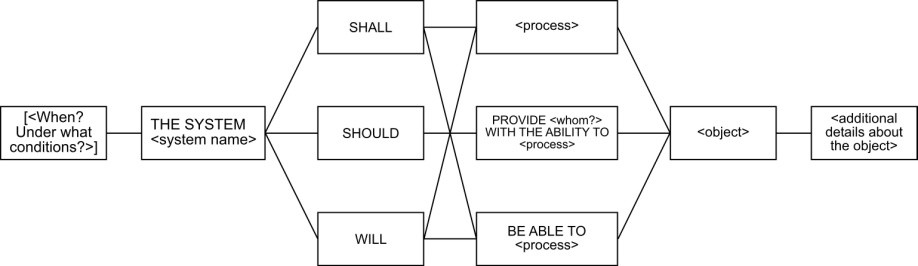 [<When?
Under what
conditions?>]
THE SYSTEM
<system name>
SHALL
SHOULD
WILL
<process>
PROVIDE <whom?>
WITH THE ABILITY TO
<process>
BE ABLE TO
<process>
<object>
<additional
details about
the object>